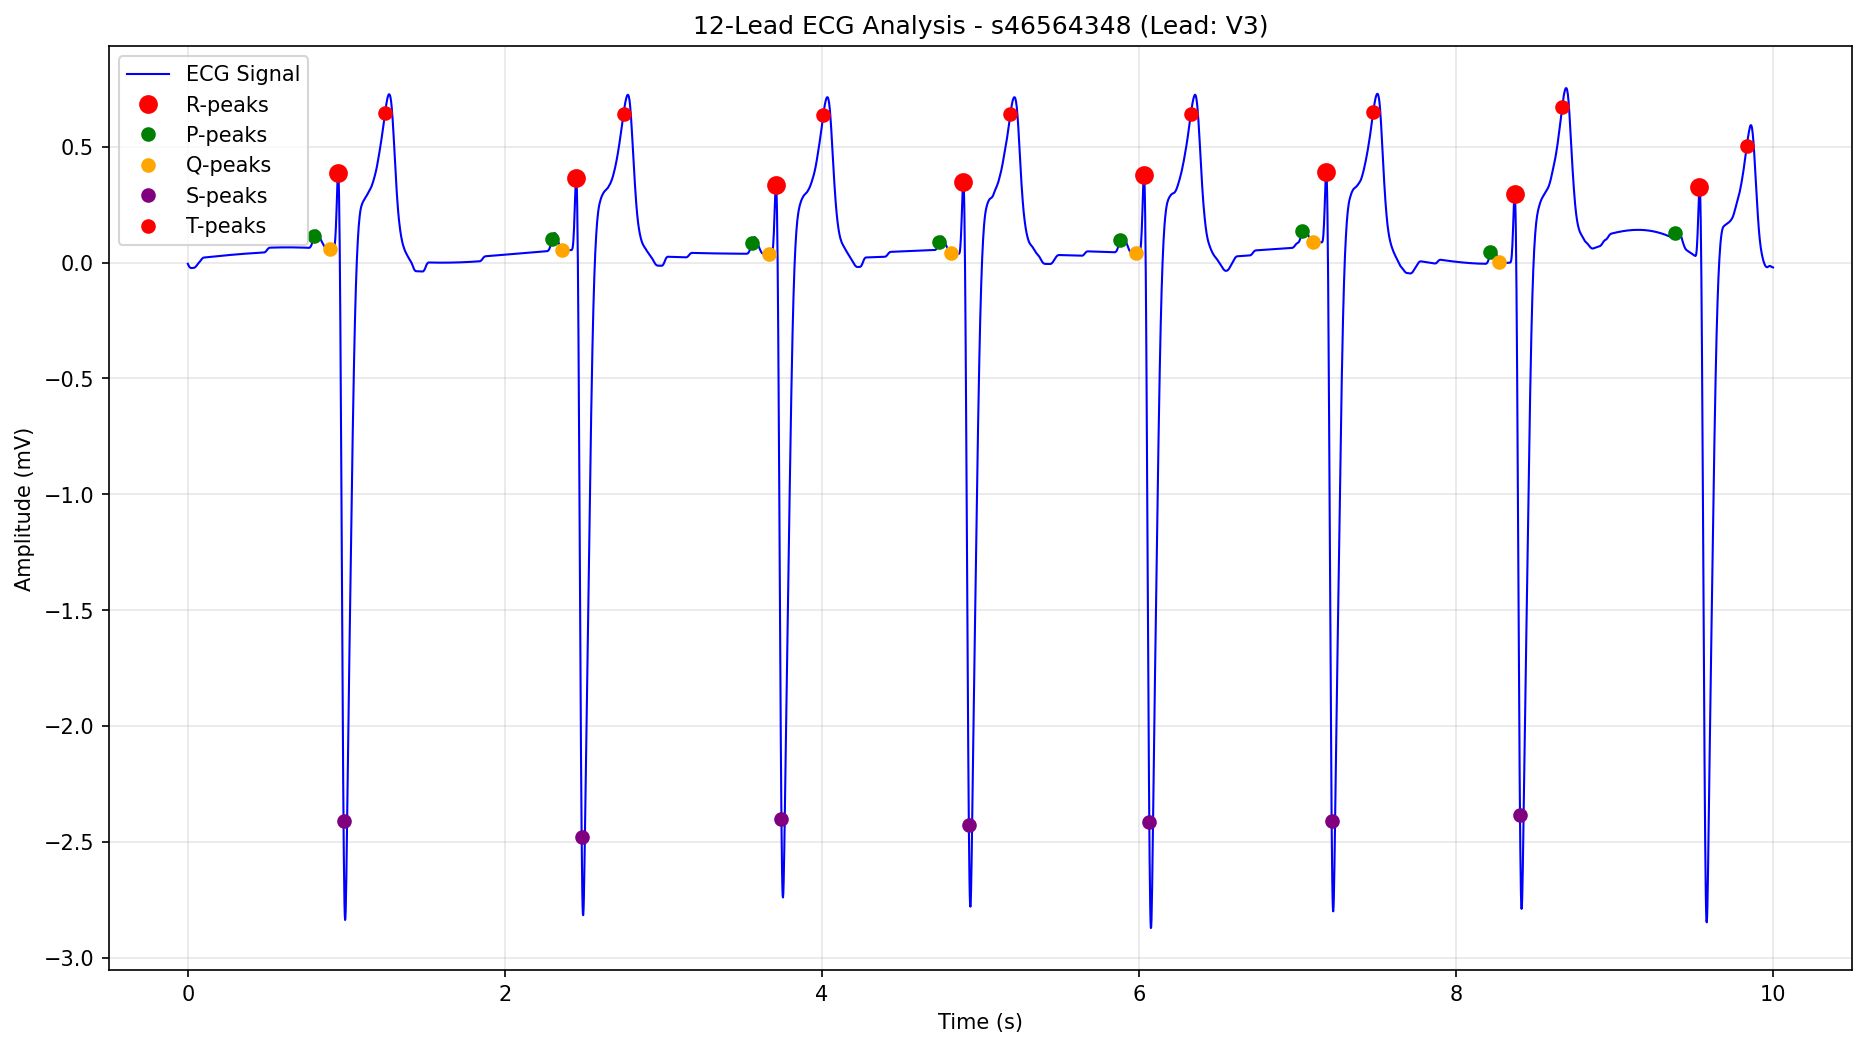 12-Lead ECG Analysis - s46564348 (Lead: V3)
ECG Signal
R-peaks
P-peaks
Q-peaks
S-peaks
T-peaks
0.5
0.0
−0.5
−1.0
−1.5
−2.0
−2.5
−3.0
Amplitude (mV)
0 2 4 6 8 10
Time (s)